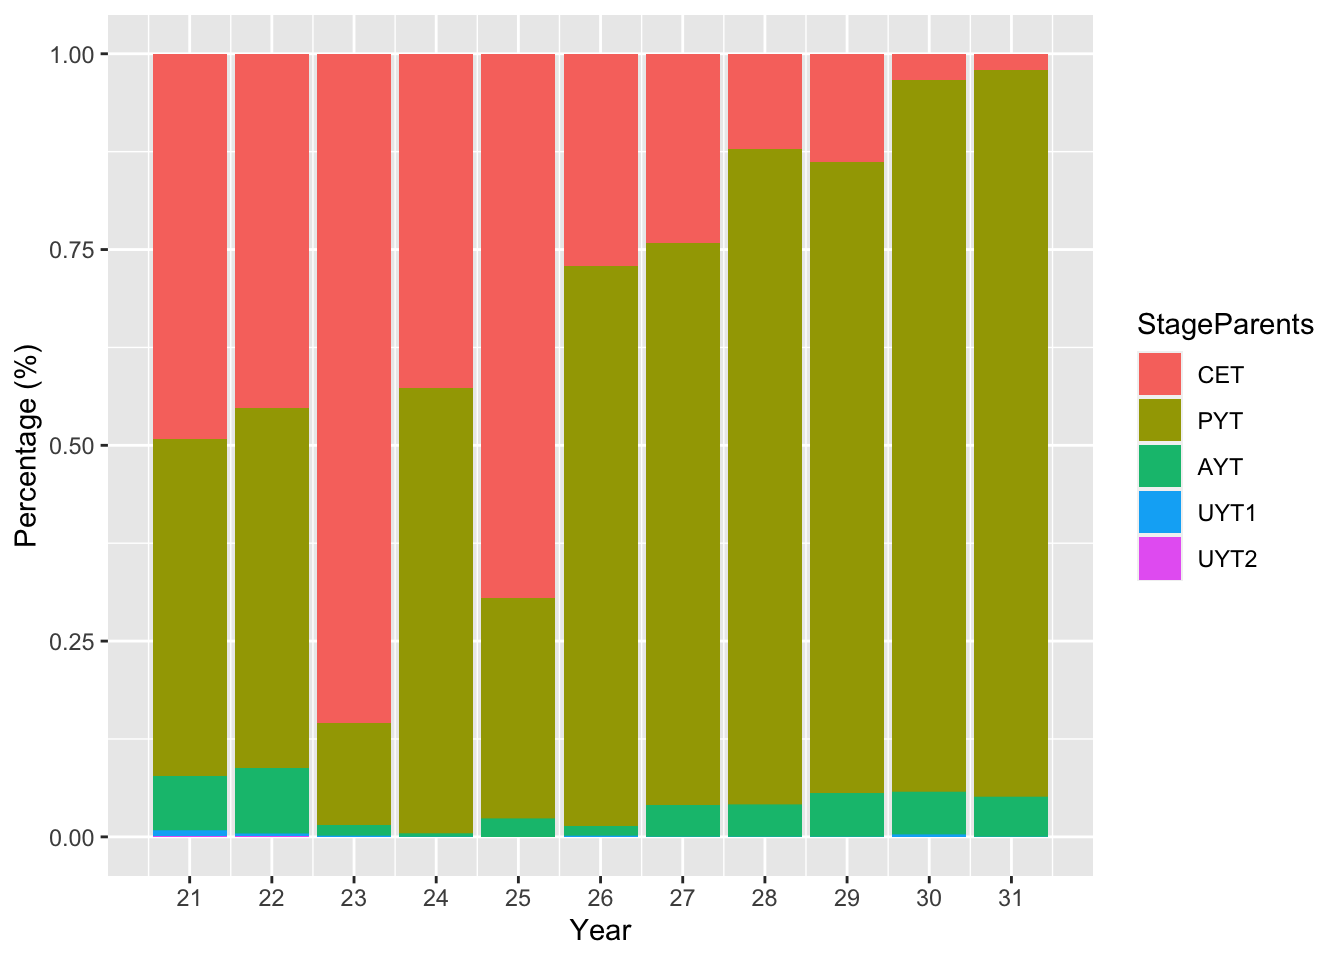 1.00
0.75
0.50
0.25
0.00
Percentage (%)
21 22 23 24 25 26 27 28 29 30 31
Year
StageParents
CET
PYT
AYT
UYT1
UYT2